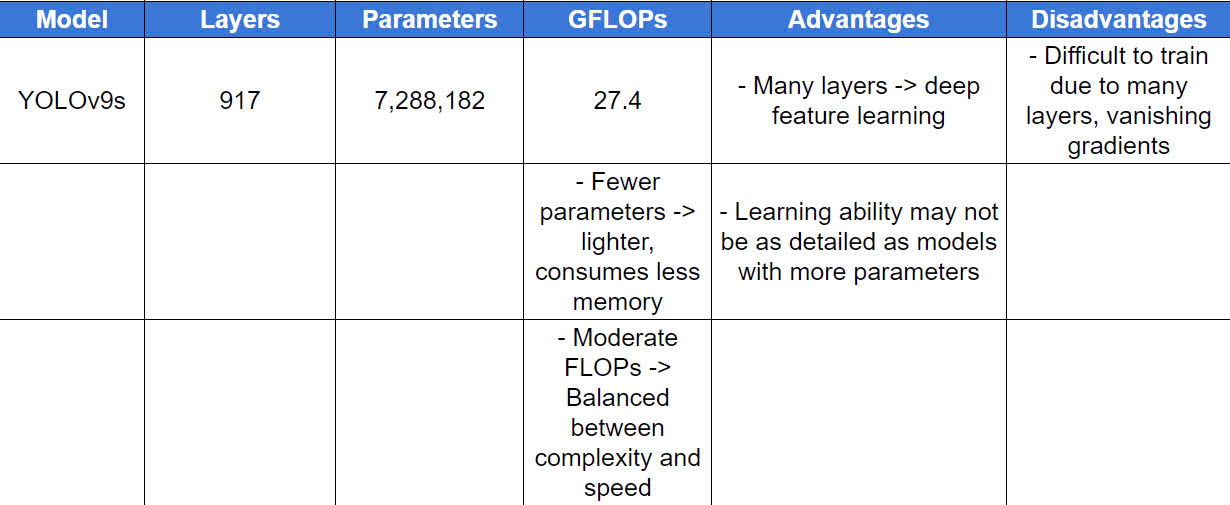 Model Layers Parameters GFLOPs Advantages Disadvantages
YOLOv9s
917
7,288,182
27.4
- Many layers -> deep
feature learning
- Difficult to train
due to many
layers, vanishing
gradients
- Fewer
parameters ->
lighter,
consumes less
memory
- Learning ability may not
be as detailed as models
with more parameters
- Moderate
FLOPs ->
Balanced
between
complexity and
speed